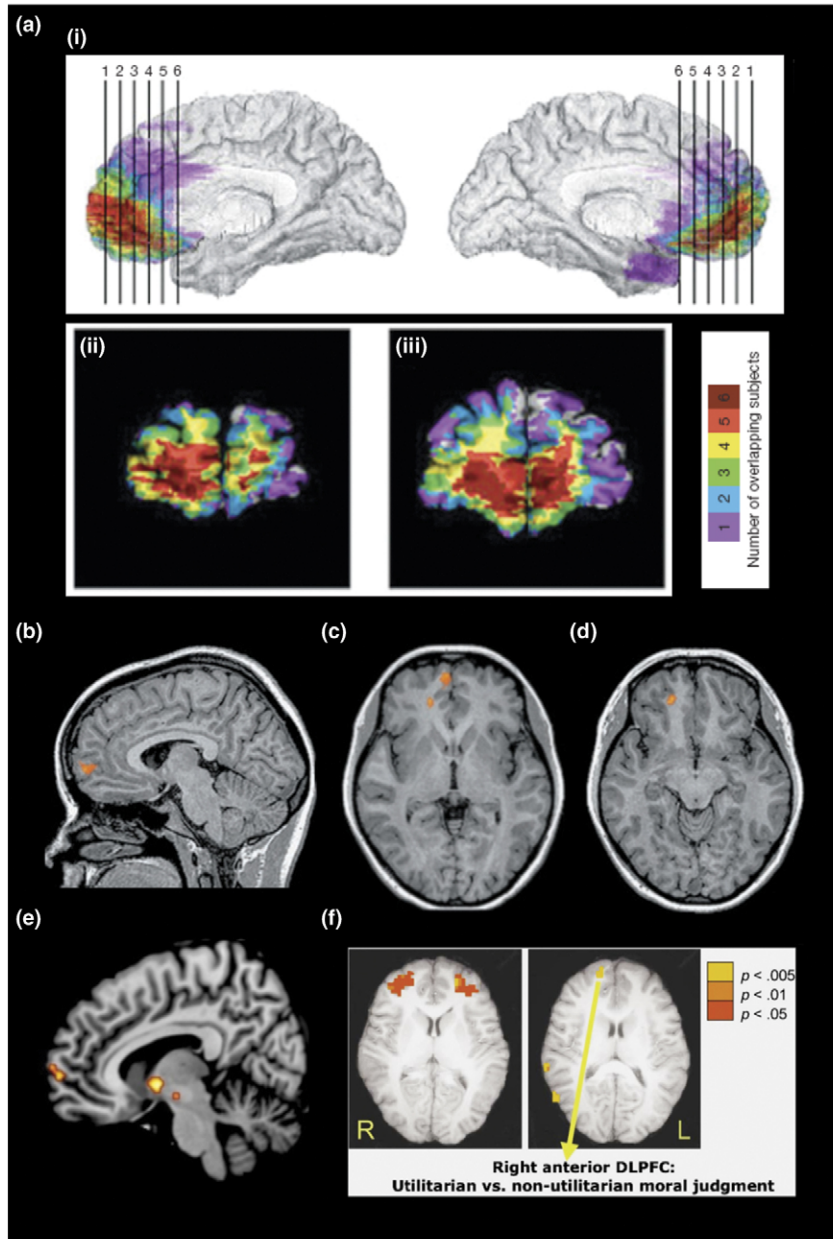 (a)
(i)
1 2 3 4 5 6
6 5 4 3 2 1
(ii)
(iii)
1 2 3 4 5 6
Number of overlapping subjects
(b)
(c)
(d)
(e)
(f)
p < .005
p < .01
p < .05
R
L
Right anterior DLPFC:
Utilitarian vs. non-utilitarian moral judgment